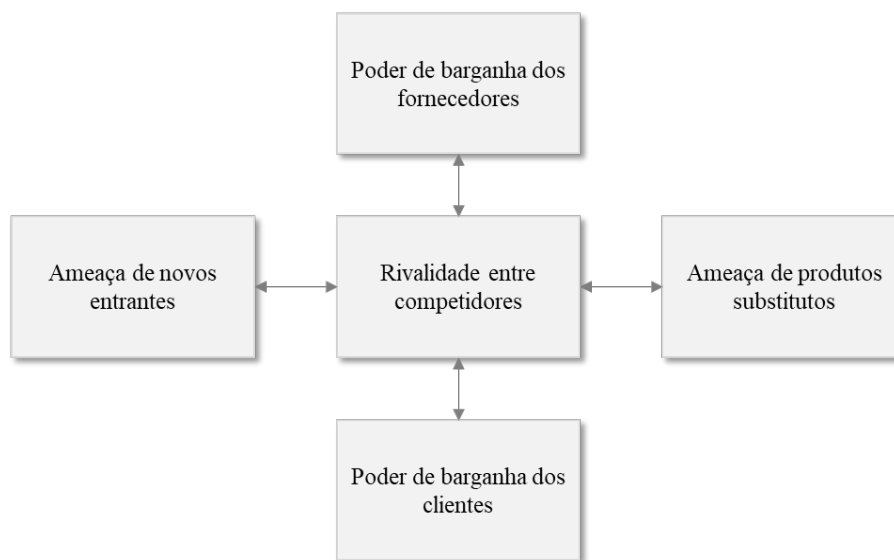 Poder de barganha dos
fornecedores
Ameaça de novos
entrantes
Rivalidade entre
competidores
Ameaça de produtos
substitutos
Poder de barganha dos
clientes